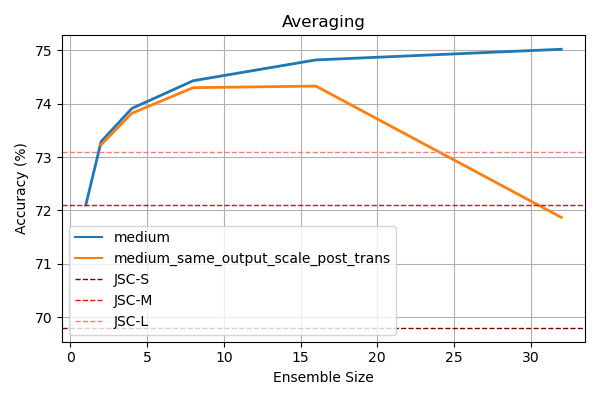 Averaging
Accuracy (%)
75
74
73
72
71
70
medium
medium_same_output_scale_post_trans
JSC-S
JSC-M
JSC-L
0 5 10 15 20 25 30
Ensemble Size